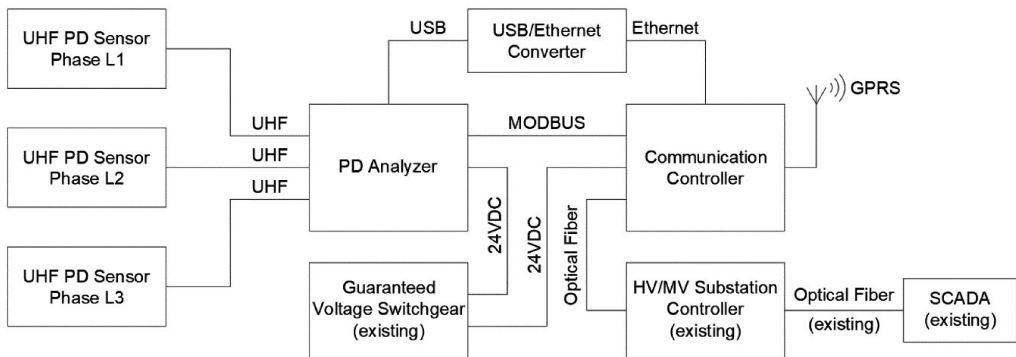 UHF PD Sensor
Phase L1
USB
USB/Ethernet
Converter
Ethernet
GPRS
UHF
MODBUS
UHF PD Sensor
Phase L2
UHF
PD Analyzer
Communication
Controller
UHF
24VDC
24VDC
Optical Fiber
UHF PD Sensor
Phase L3
Guaranteed
Voltage Switchgear
(existing)
HV/MV Substation
Controller
(existing)
Optical Fiber
(existing)
SCADA
(existing)